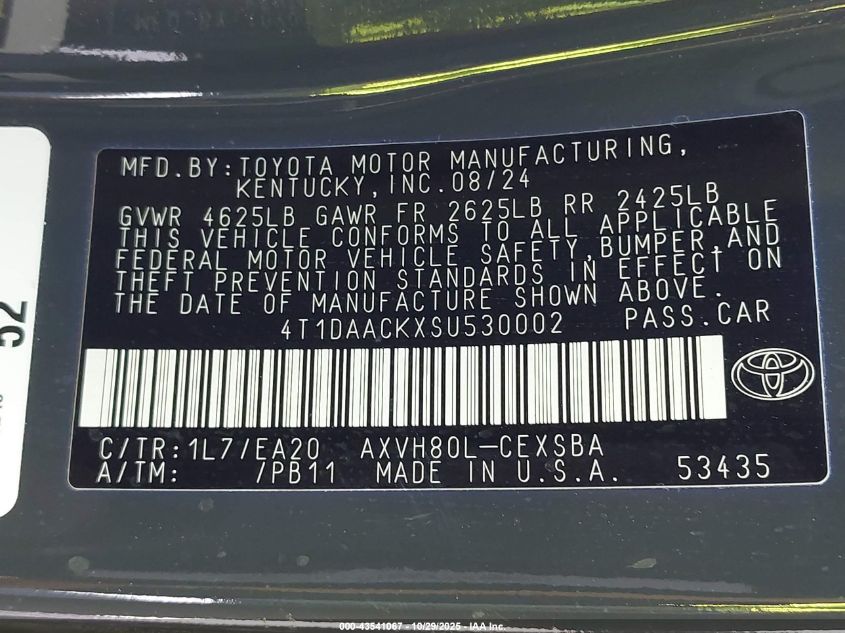 MFD.BY:TOYOTA MOTOR MANUFACTURING,
KENTUCKY,INC.08/24
GVWR 4625LB GAWR FR 2625LB RR 2425LB
THIS VEHICLE CONFORMS TO ALL APPLICABLE
FEDERAL MOTOR VEHICLE SAFETY,BUMPER,AND
THEFT PREVENTION STANDARDS IN EFFECT ON
THE DATE OF MANUFACTURE SHOWN ABOVE.
4T1DAACKXSU530002 PASS.CAR
C/TR:1L7/EA20 AXVH80L-CEXSBA
A/TM: /PB11 MADE IN U.S.A. 53435
52
000-43541067 - 10/29/2025 - IAA Inc.